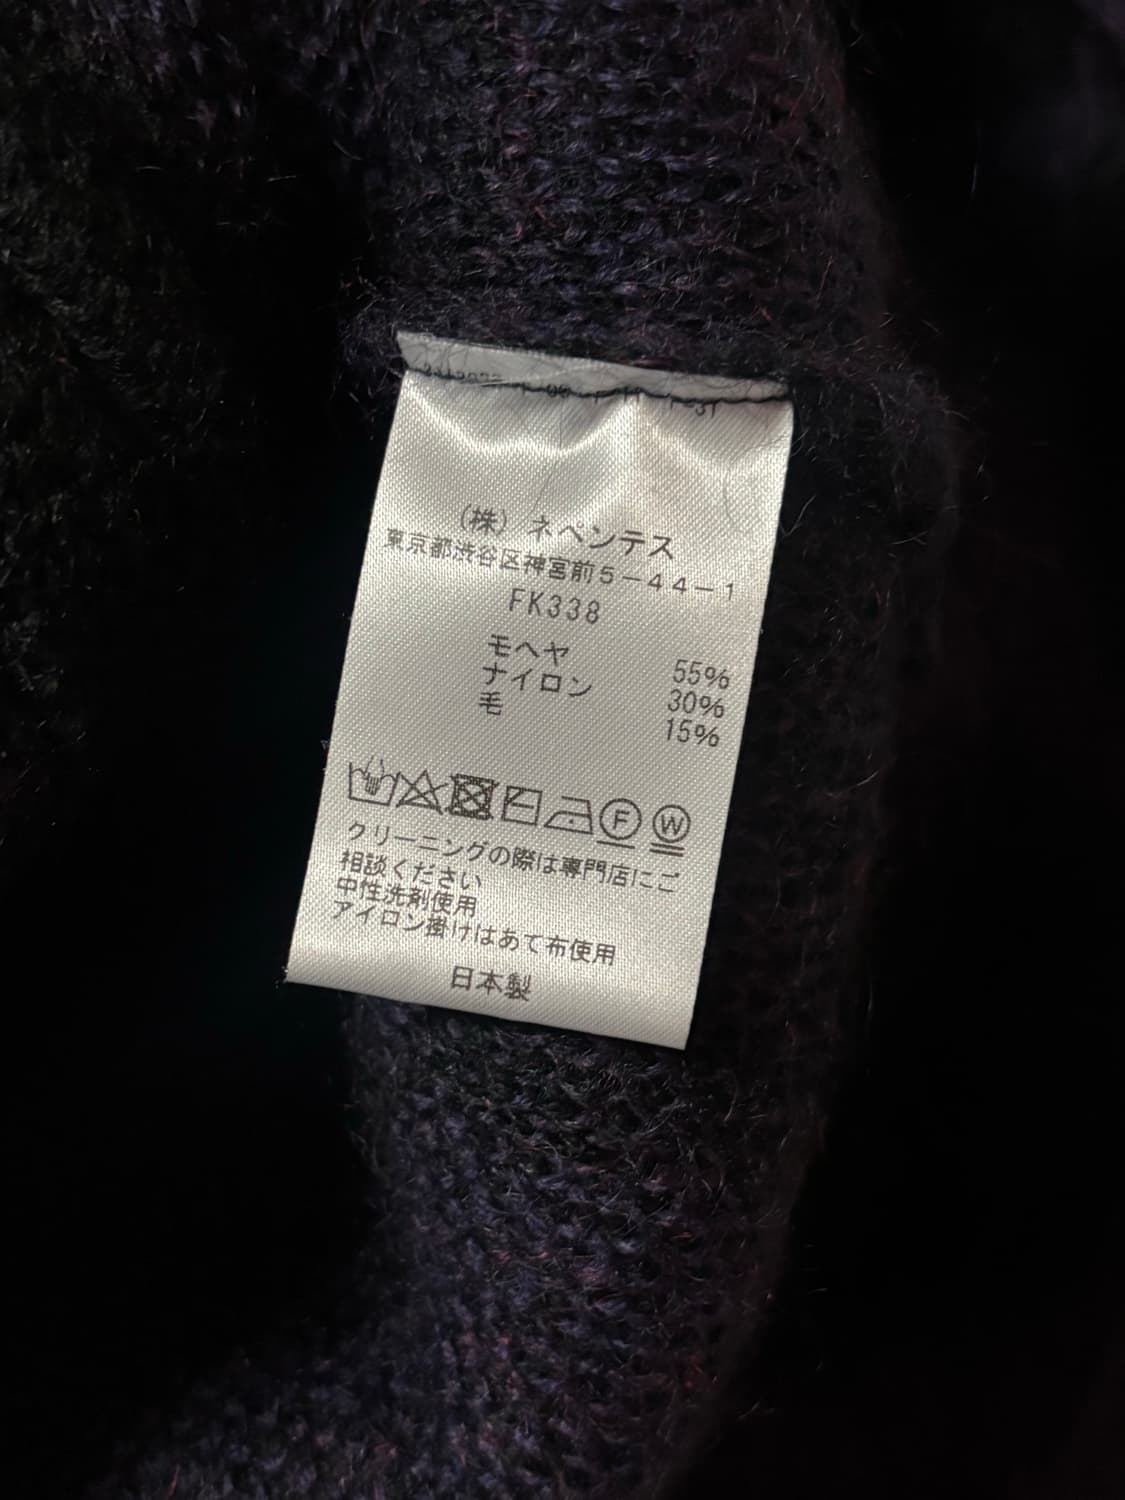 (株) ネペンテス
東京都渋谷区神宮前5-44-1
FK338
モヘヤ 55%
ナイロン 30%
毛 15%
F W
クリーニングの際は専門店にご
相談ください
中性洗剤使用
アイロン掛けはあて布使用
日本製